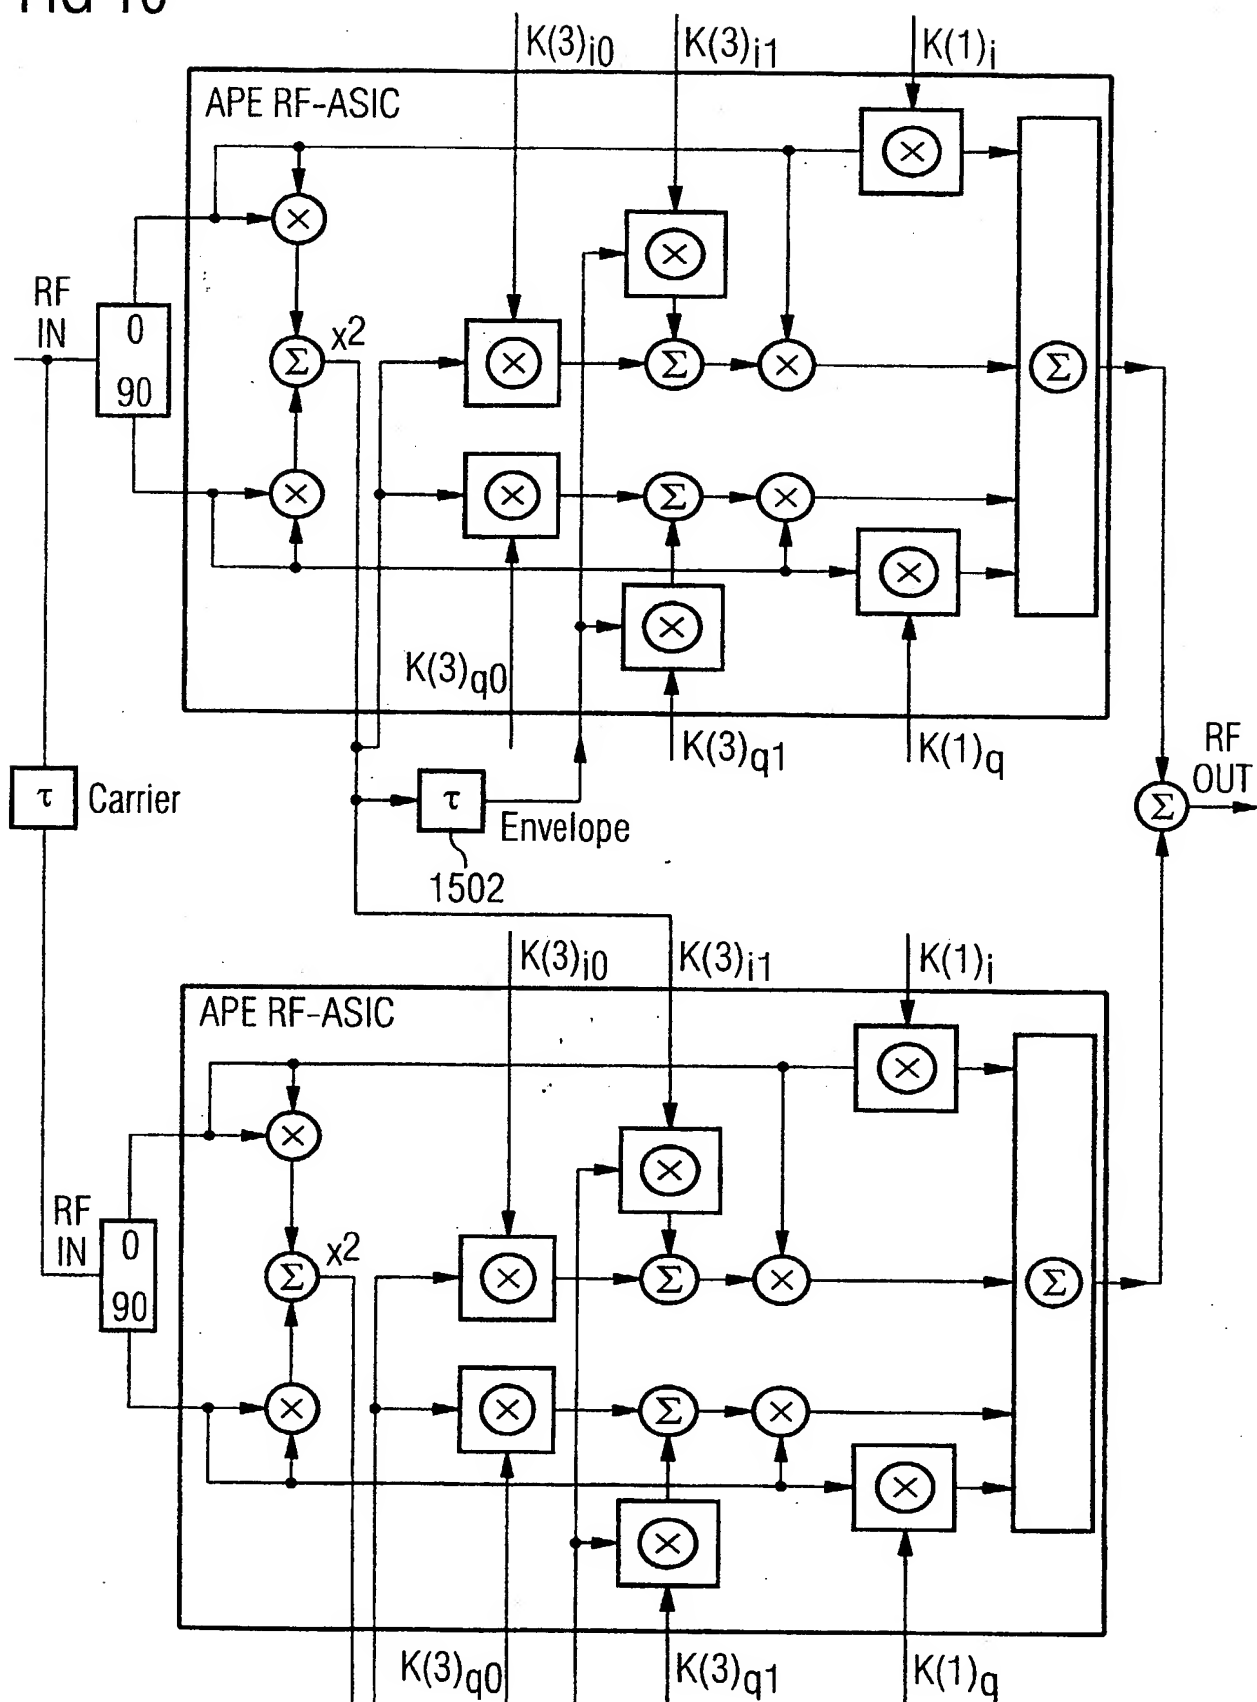 K(3)i0 K(3)i1 K(1)i
APE RF-ASIC
×
×
×
RF
IN
0
90
Σ x2
×
Σ
×
Σ
×
×
Σ
×
×
×
K(3)q0
K(3)q1
K(1)q
RF
OUT
τ Carrier
τ
Envelope
Σ
1502
K(3)i0 K(3)i1 K(1)i
APE RF-ASIC
×
×
×
RF
IN
0
90
Σ x2
×
Σ
×
Σ
×
×
Σ
×
×
×
K(3)q0 K(3)q1 K(1)q